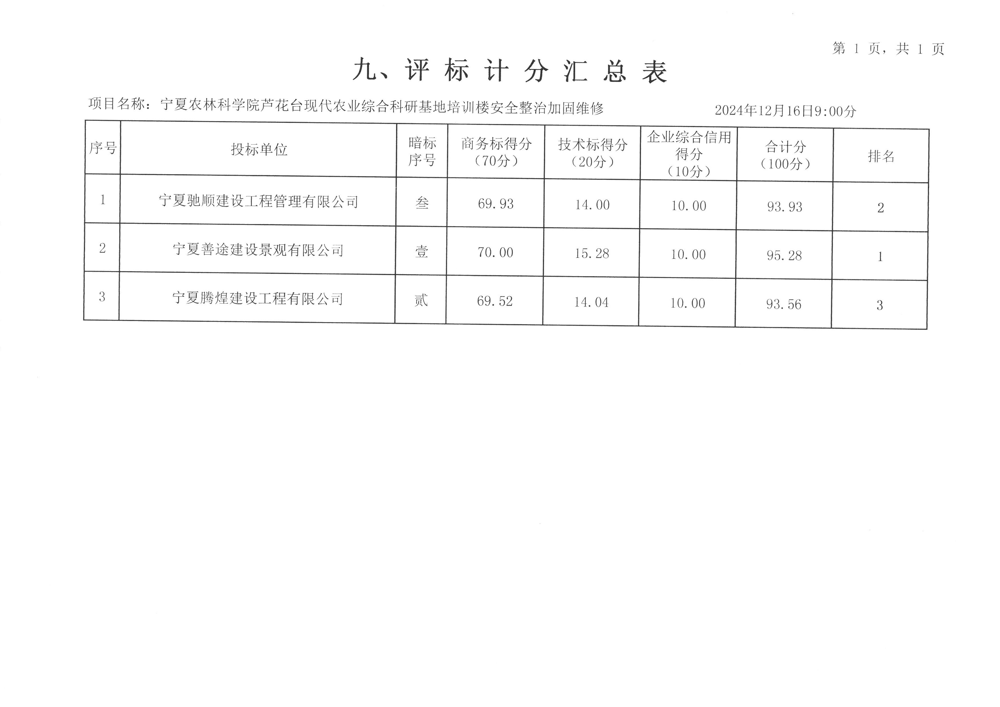 第 1 页，共 1 页
九、评 标 计 分 汇 总 表
项目名称：宁夏农林科学院芦花台现代农业综合科研基地培训楼安全整治加固维修 2024年12月16日9:00分
序号 投标单位 暗标序号 商务标得分（70分） 技术标得分（20分） 企业综合信用得分（10分） 合计分（100分） 排名
1 宁夏驰顺建设工程管理有限公司 叁 69.93 14.00 10.00 93.93 2
2 宁夏善途建设景观有限公司 壹 70.00 15.28 10.00 95.28 1
3 宁夏腾煌建设工程有限公司 贰 69.52 14.04 10.00 93.56 3